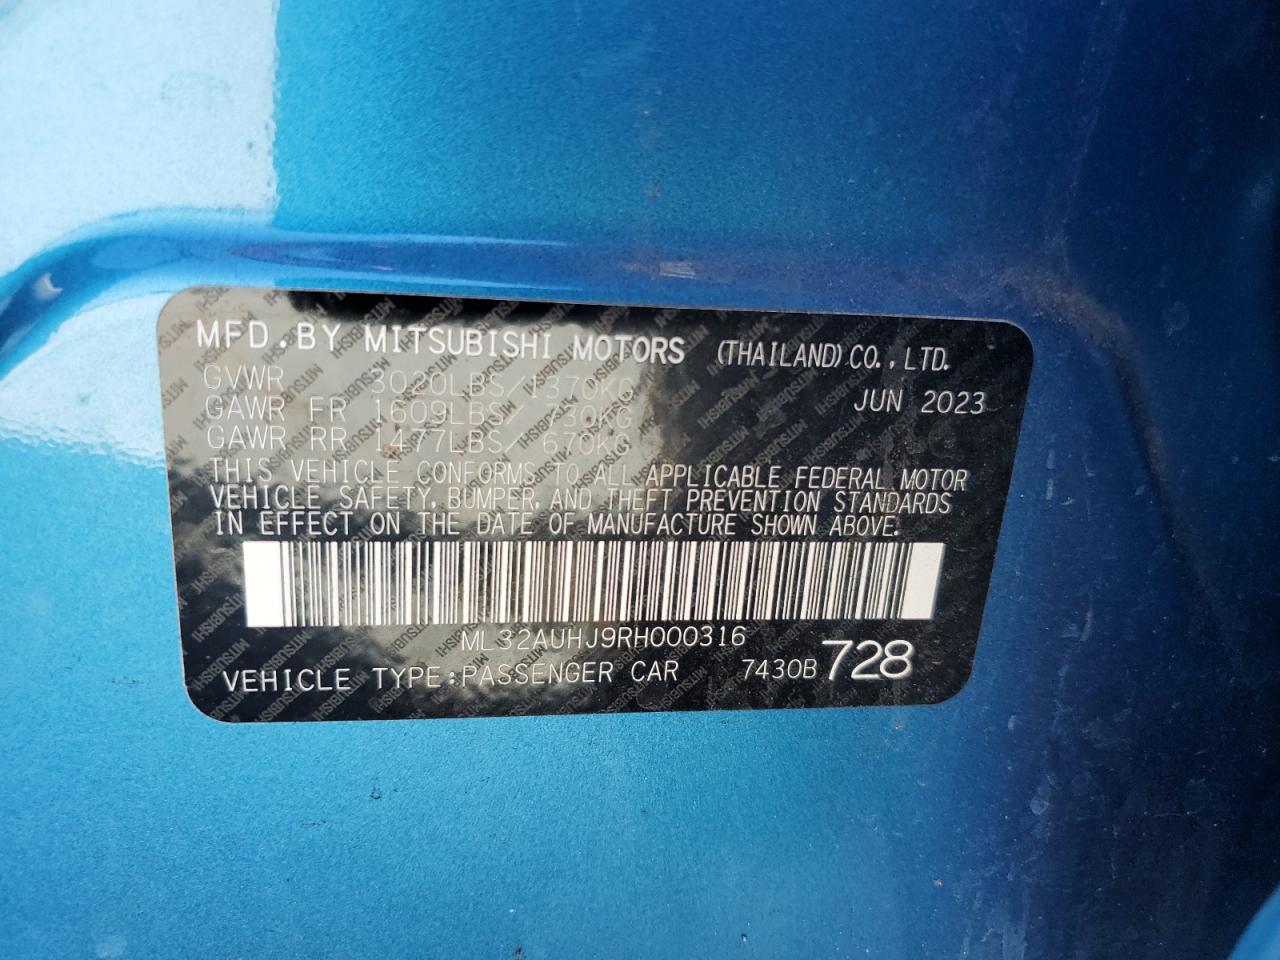 MFD.BY MITSUBISHI MOTORS (THAILAND)CO.,LTD.
GVWR 3020LBS/1370KG JUN 2023
GAWR FR 1609LBS/ 730KG
GAWR RR 1477LBS/ 670KG
THIS VEHICLE CONFORMS TO ALL APPLICABLE FEDERAL MOTOR
VEHICLE SAFETY, BUMPER, AND THEFT PREVENTION STANDARDS
IN EFFECT ON THE DATE OF MANUFACTURE SHOWN ABOVE.
ML32AUHJ9RH000316
VEHICLE TYPE:PASSENGER CAR 7430B 728